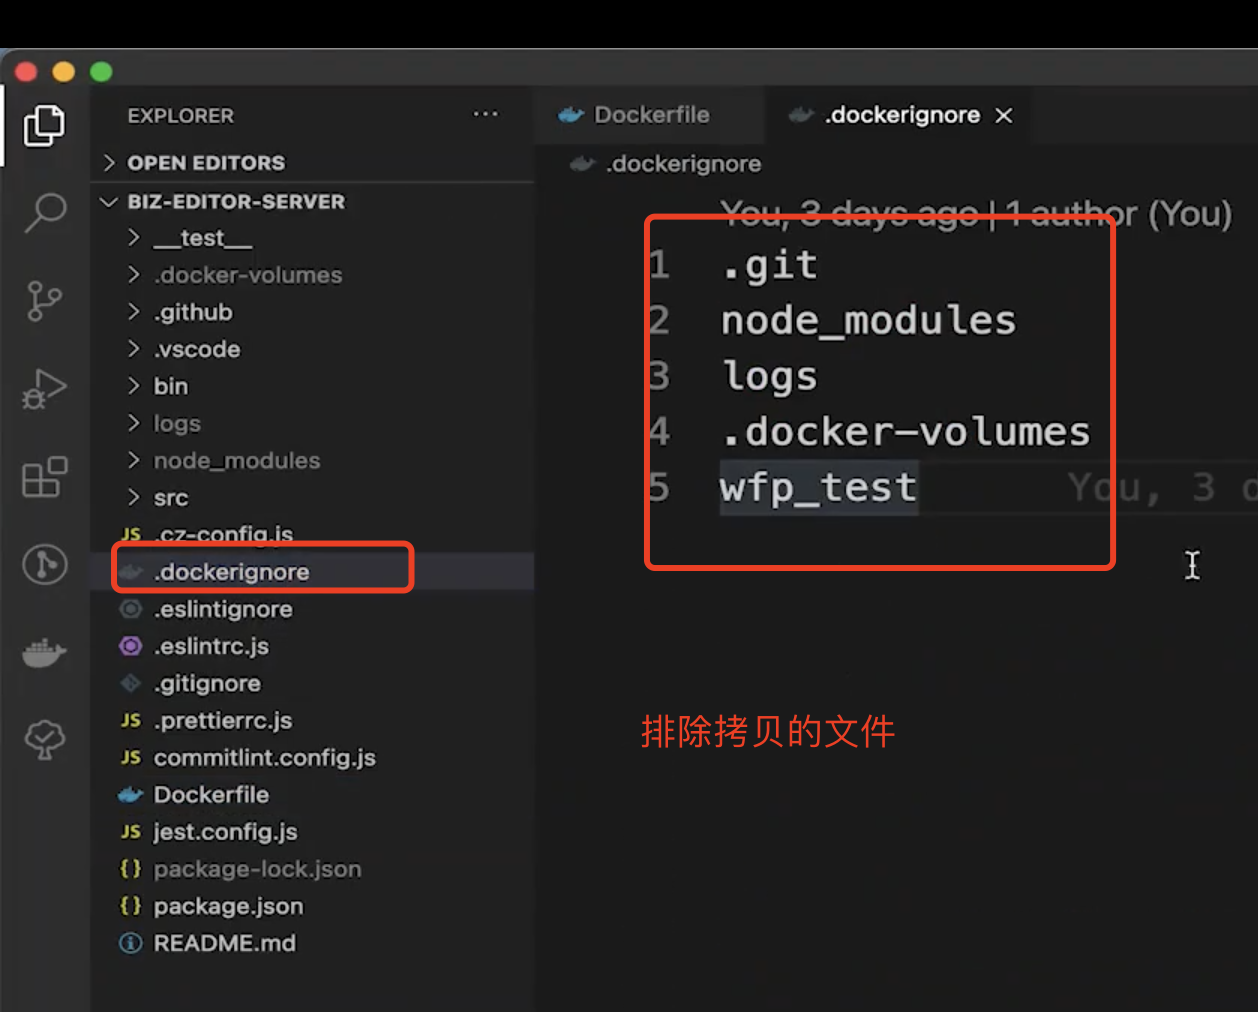 EXPLORER
OPEN EDITORS
BIZ-EDITOR-SERVER
__test__
.docker-volumes
.github
.vscode
bin
logs
node_modules
src
JS .cz-config.js
.dockerignore
.eslintignore
.eslintrc.js
.gitignore
JS .prettierrc.js
JS commitlint.config.js
Dockerfile
JS jest.config.js
{} package-lock.json
{} package.json
README.md
Dockerfile
.dockerignore
.dockerignore
You, 3 days ago | 1 author (You)
1 .git
2 node_modules
3 logs
4 .docker-volumes
5 wfp_test You, 3
排除拷贝的文件